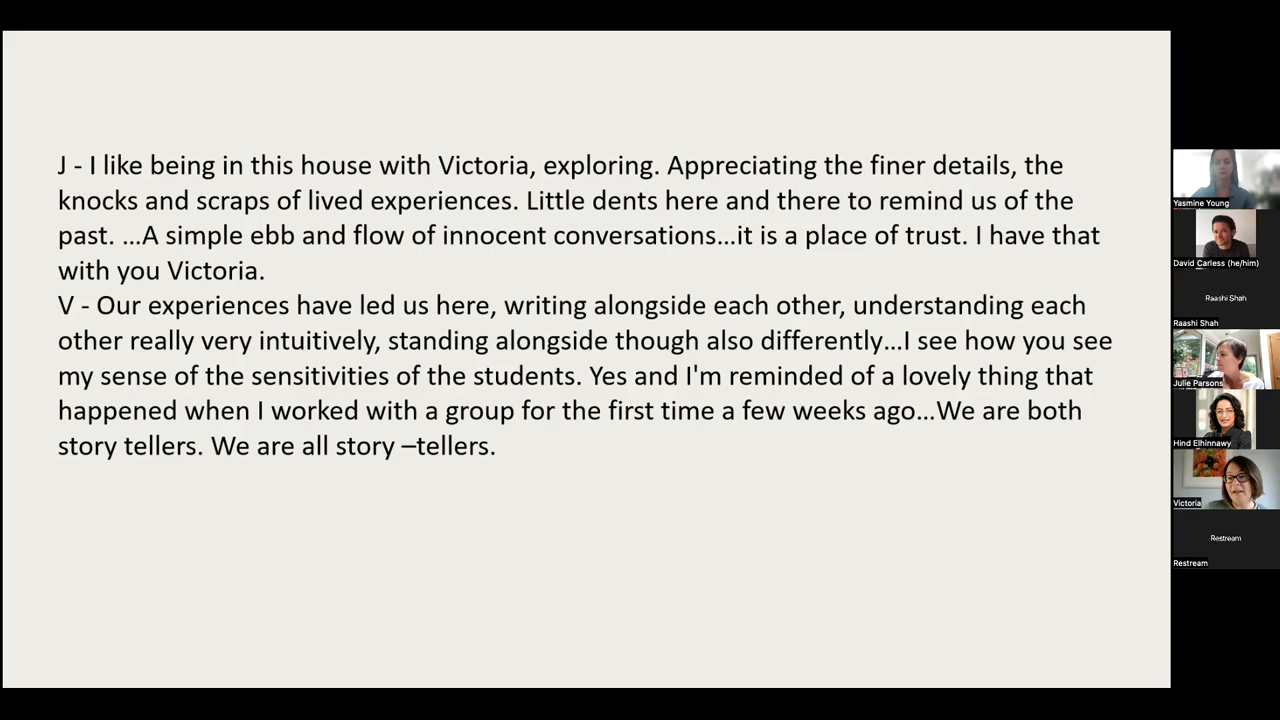 J - I like being in this house with Victoria, exploring. Appreciating the finer details, the
knocks and scraps of lived experiences. Little dents here and there to remind us of the
past. ...A simple ebb and flow of innocent conversations...it is a place of trust. I have that
with you Victoria.
V - Our experiences have led us here, writing alongside each other, understanding each
other really very intuitively, standing alongside though also differently...I see how you see
my sense of the sensitivities of the students. Yes and I'm reminded of a lovely thing that
happened when I worked with a group for the first time a few weeks ago...We are both
story tellers. We are all story –tellers.
Yasmine Young
David Carless (he/him)
Raashi Shah
Raashi Shah
Julie Parsons
Hind Elhinnawy
Victoria
Restream
Restream